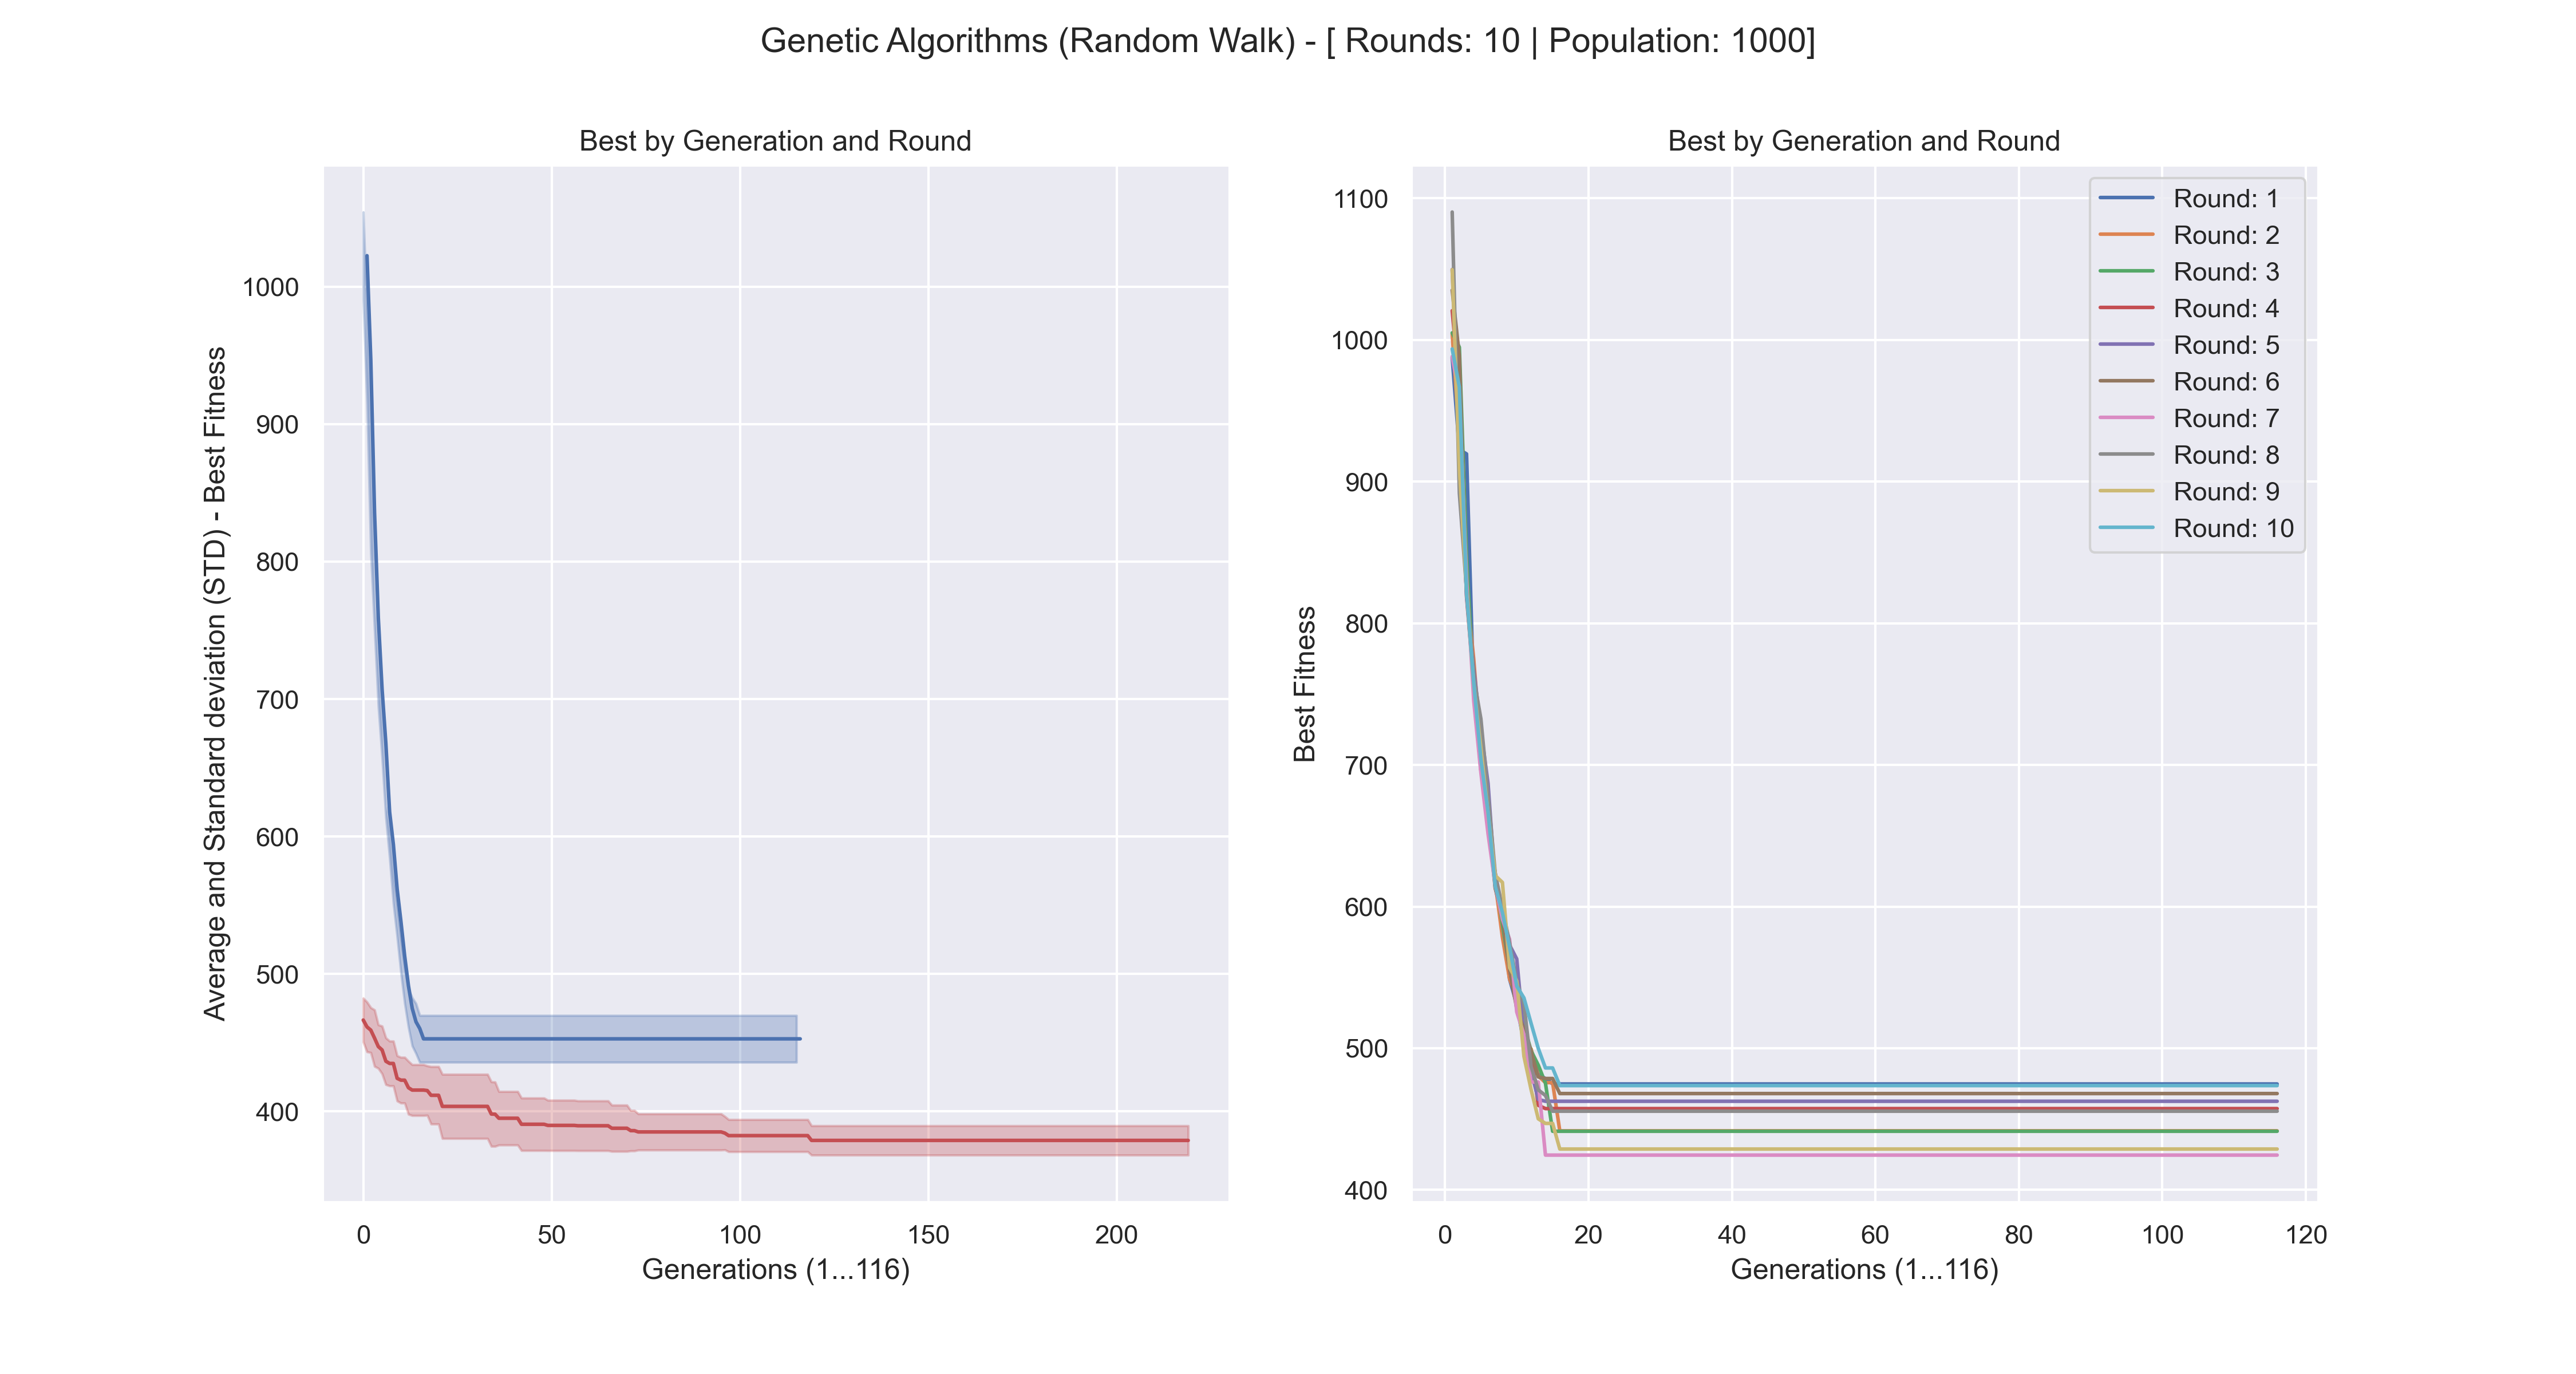 Genetic Algorithms (Random Walk) - [ Rounds: 10 | Population: 1000]
Best by Generation and Round
Average and Standard deviation (STD) - Best Fitness
1000
900
800
700
600
500
400
0 50 100 150 200
Generations (1...116)
Best by Generation and Round
Best Fitness
1100
1000
900
800
700
600
500
400
0 20 40 60 80 100 120
Generations (1...116)
Round: 1
Round: 2
Round: 3
Round: 4
Round: 5
Round: 6
Round: 7
Round: 8
Round: 9
Round: 10